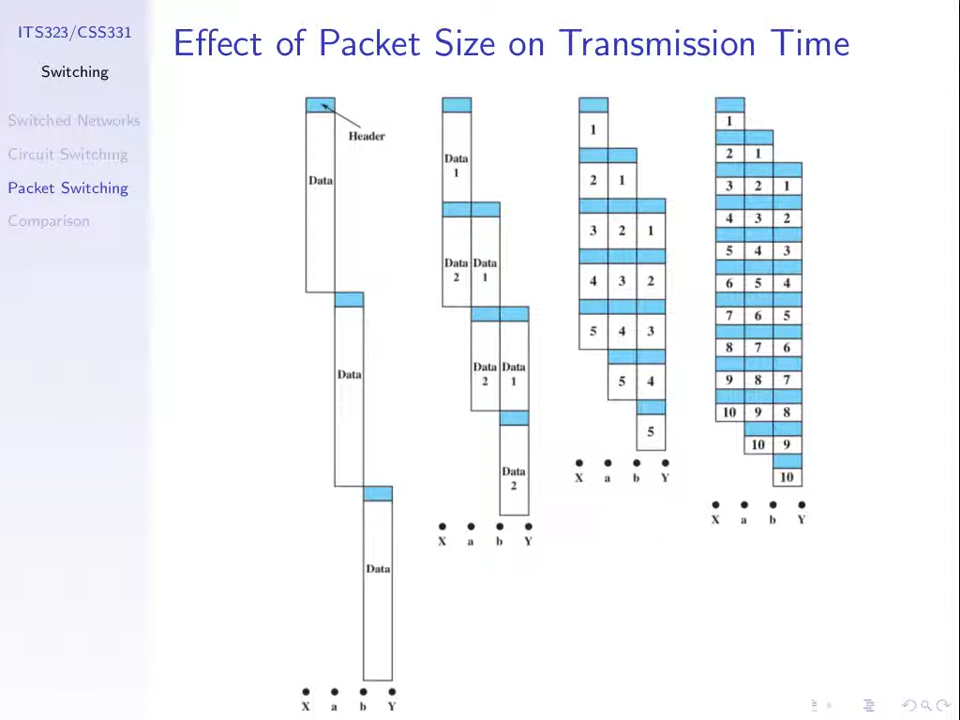 ITS323/CSS331
Switching
Switched Networks
Circuit Switching
Packet Switching
Comparison
Effect of Packet Size on Transmission Time
Header
Data
Data
Data
X a b Y
Data
1
Data Data
2 1
Data Data
2 1
Data
2
X a b Y
1
2 1
3 2 1
4 3 2
5 4 3
5 4
5
X a b Y
1
2 1
3 2 1
4 3 2
5 4 3
6 5 4
7 6 5
8 7 6
9 8 7
10 9 8
10 9
10
X a b Y